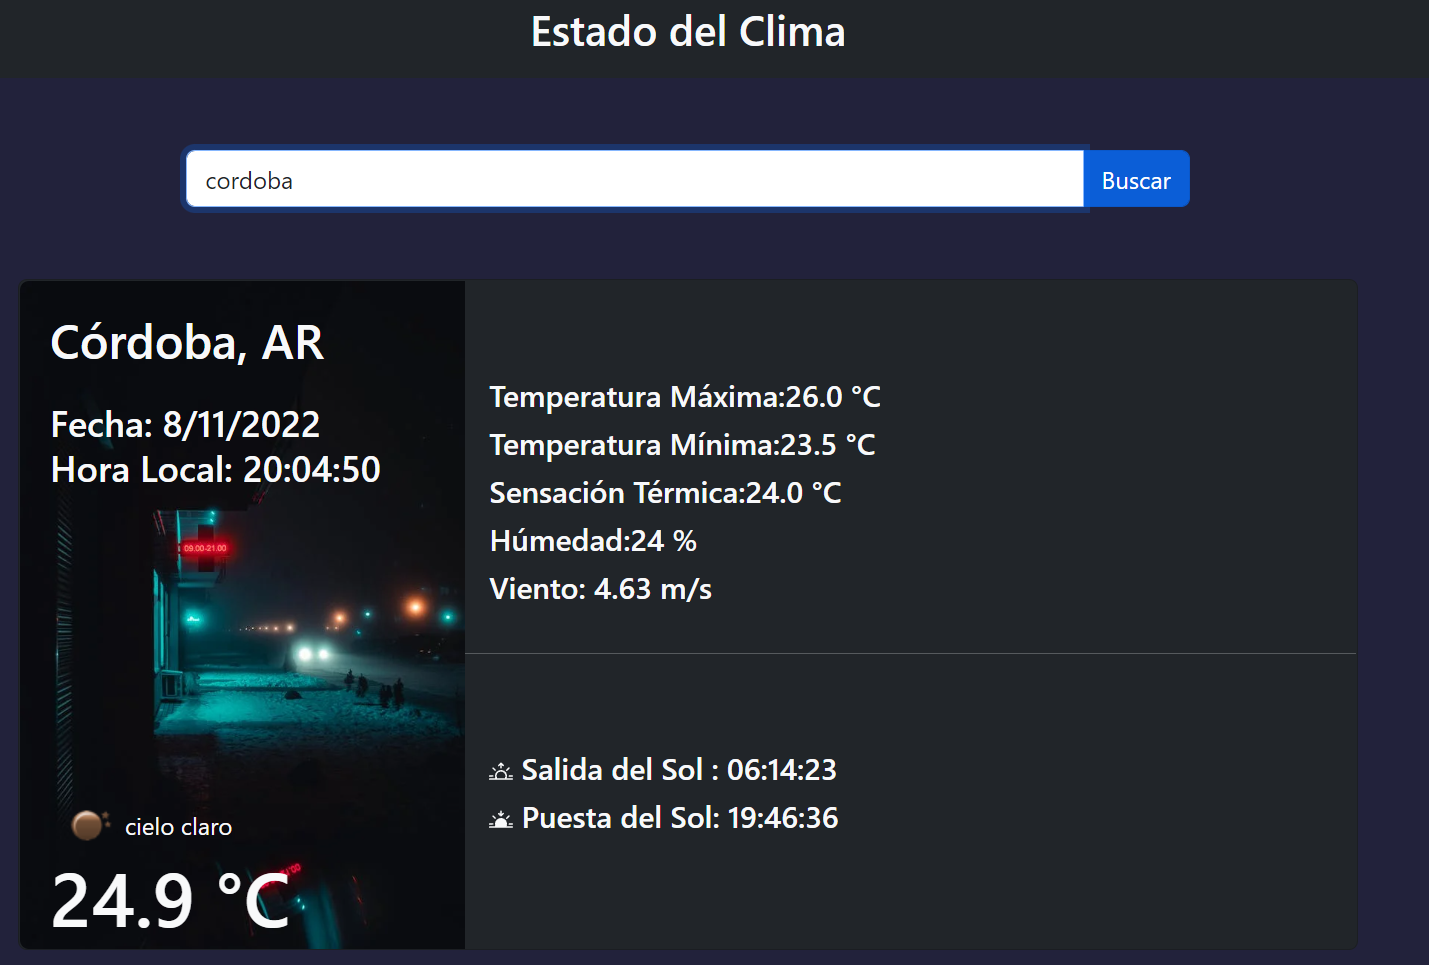 Estado del Clima
cordoba
Buscar
Córdoba, AR
Fecha: 8/11/2022
Hora Local: 20:04:50
09.00-21.00
cielo claro
24.9 °C
Temperatura Máxima:26.0 °C
Temperatura Mínima:23.5 °C
Sensación Térmica:24.0 °C
Húmedad:24 %
Viento: 4.63 m/s
Salida del Sol : 06:14:23
Puesta del Sol: 19:46:36